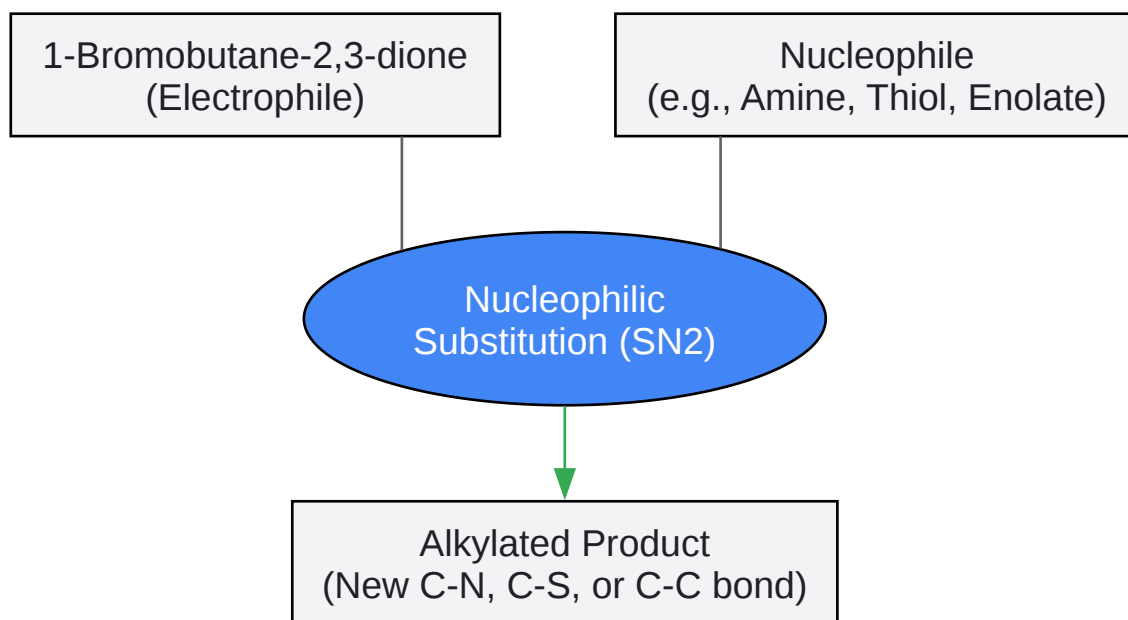 1-Bromobutane-2,3-dione
(Electrophile)
Nucleophile
(e.g., Amine, Thiol, Enolate)
Nucleophilic
Substitution (SN2)
Alkylated Product
(New C-N, C-S, or C-C bond)